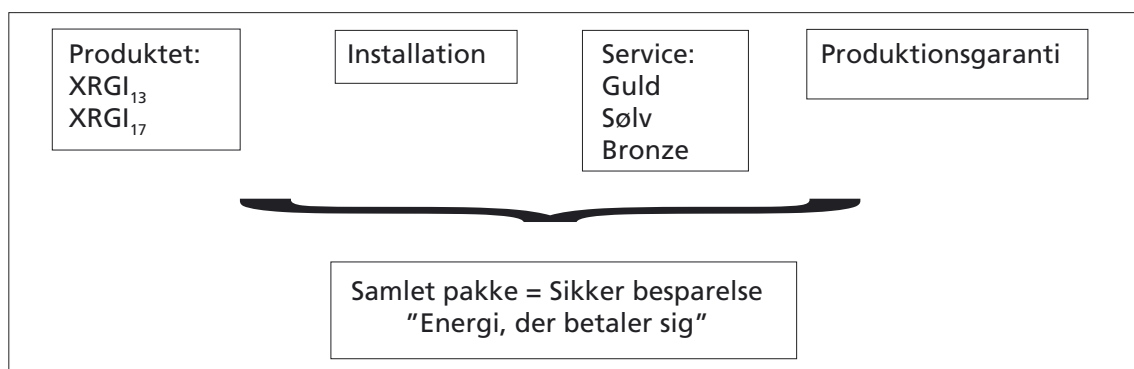 Produktet:
XRGI₁₃
XRGI₁₇
Installation
Service:
Guld
Sølv
Bronze
Produktionsgaranti
Samlet pakke = Sikker besparelse
”Energi, der betaler sig”